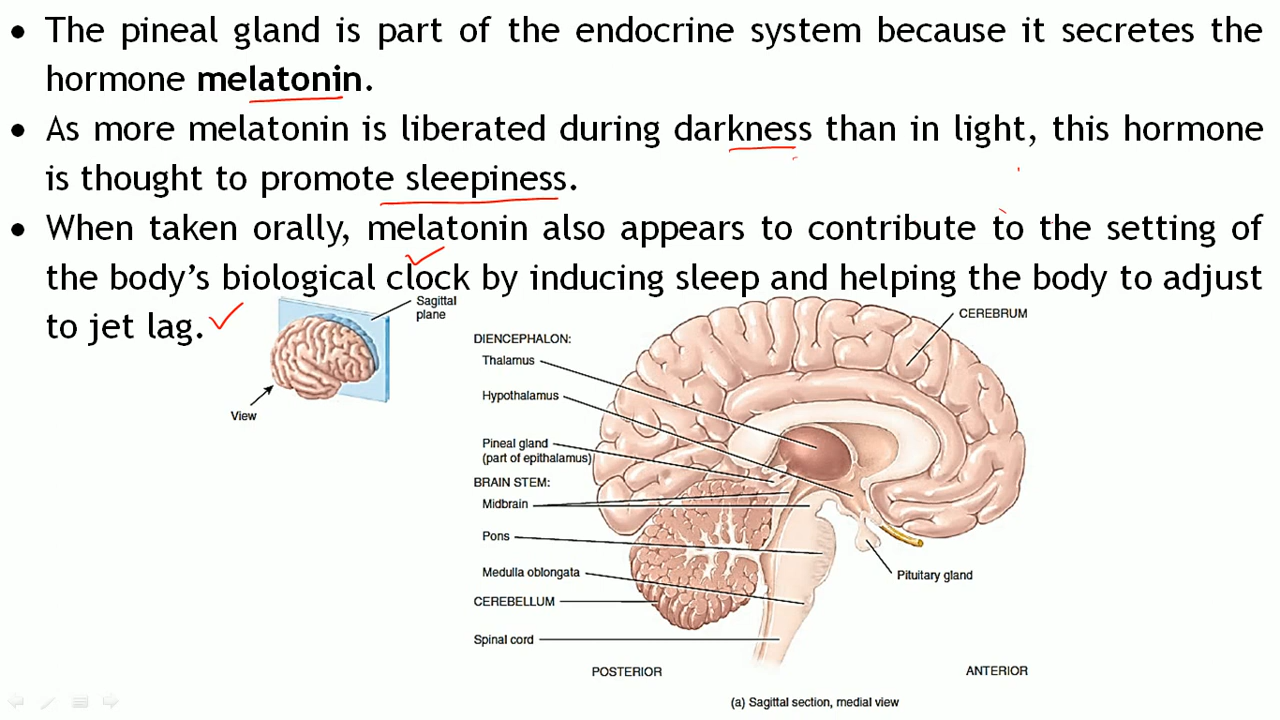 • The pineal gland is part of the endocrine system because it secretes the
hormone melatonin.
• As more melatonin is liberated during darkness than in light, this hormone
is thought to promote sleepiness.
• When taken orally, melatonin also appears to contribute to the setting of
the body’s biological clock by inducing sleep and helping the body to adjust
to jet lag.
Sagittal
plane
View
DIENCEPHALON:
Thalamus
Hypothalamus
Pineal gland
(part of epithalamus)
BRAIN STEM:
Midbrain
Pons
Medulla oblongata
CEREBELLUM
Spinal cord
CEREBRUM
Pituitary gland
POSTERIOR
ANTERIOR
(a) Sagittal section, medial view